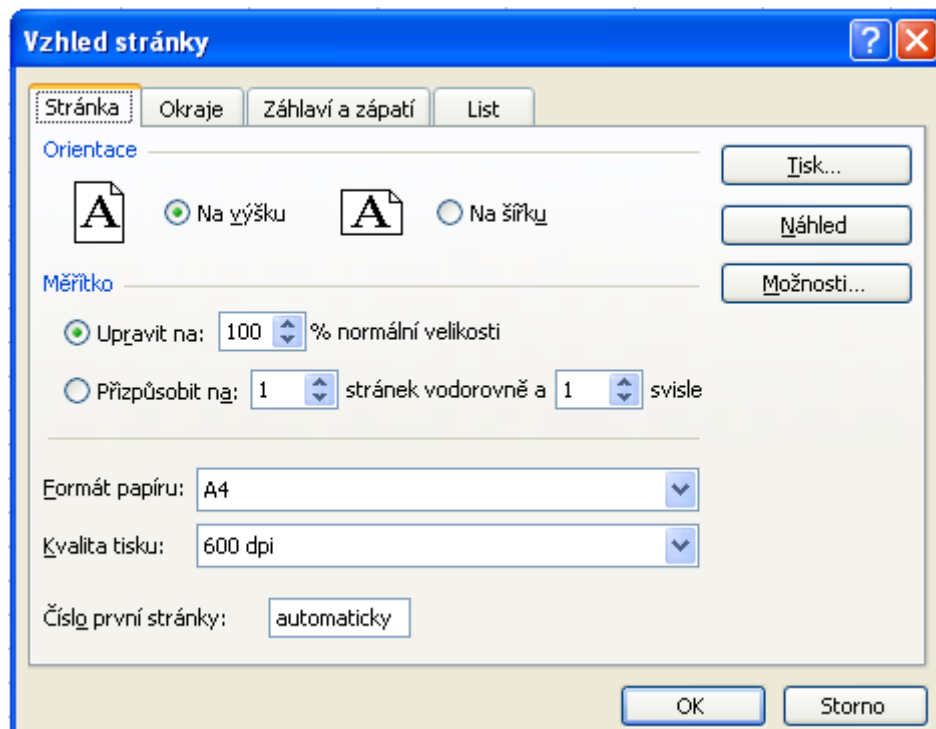 Vzhled stránky
Stránka Okraje Záhlaví a zápatí List
Orientace
A Na výšku A Na šířku
Měřítko
Upravit na: 100 % normální velikosti
Přizpůsobit na: 1 stránek vodorovně a 1 svisle
Formát papíru: A4
Kvalita tisku: 600 dpi
Číslo první stránky: automaticky
Tisk...
Náhled
Možnosti...
OK Storno